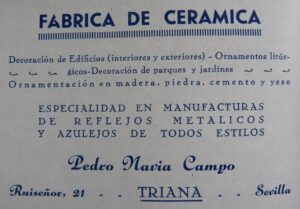 FABRICA DE CERAMICA
Decoración de Edificios (interiores y exteriores) - Ornamentos litúr-
gicos-Decoración de parques y jardines
Ornamentación en madera, piedra, cemento y yeso
ESPECIALIDAD EN MANUFACTURAS
DE REFLEJOS METALICOS
Y AZULEJOS DE TODOS ESTILOS
Pedro Navia Campo
Ruiseñor, 21 - - TRIANA - - Sevilla